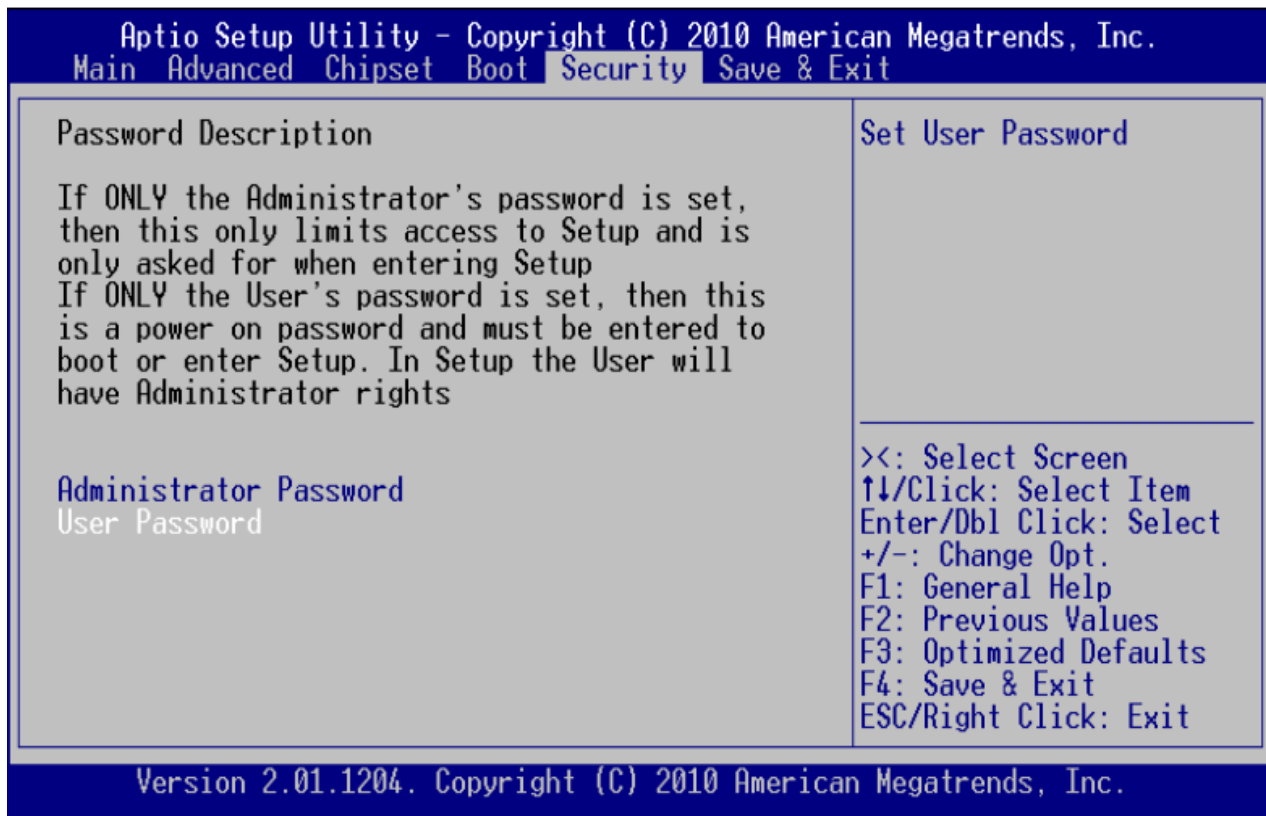 Aptio Setup Utility – Copyright (C) 2010 American Megatrends, Inc.
Main Advanced Chipset Boot Security Save & Exit
Password Description
If ONLY the Administrator's password is set,
then this only limits access to Setup and is
only asked for when entering Setup
If ONLY the User's password is set, then this
is a power on password and must be entered to
boot or enter Setup. In Setup the User will
have Administrator rights
Administrator Password
User Password
Set User Password
><: Select Screen
↑↓/Click: Select Item
Enter/Dbl Click: Select
+/-: Change Opt.
F1: General Help
F2: Previous Values
F3: Optimized Defaults
F4: Save & Exit
ESC/Right Click: Exit
Version 2.01.1204. Copyright (C) 2010 American Megatrends, Inc.